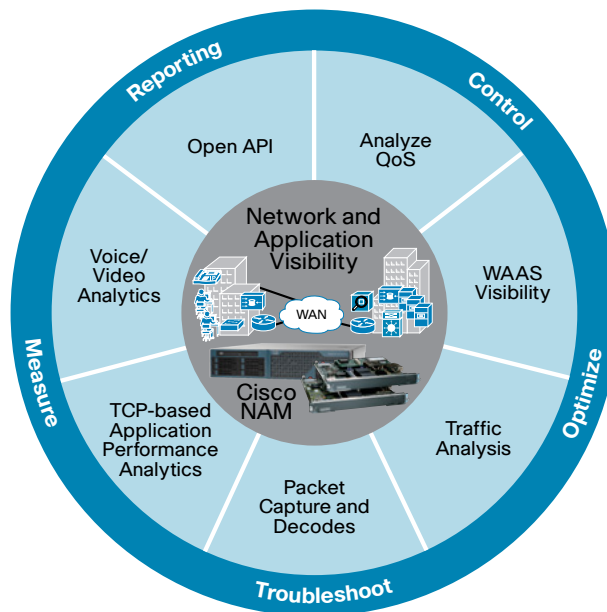 Reporting
Control
Open API
Analyze
QoS
Network and
Application
Visibility
Voice/
Video
Analytics
WAAS
Visibility
WAN
Measure
Optimize
Cisco
NAM
TCP-based
Application
Performance
Analytics
Traffic
Analysis
Packet
Capture and
Decodes
Troubleshoot